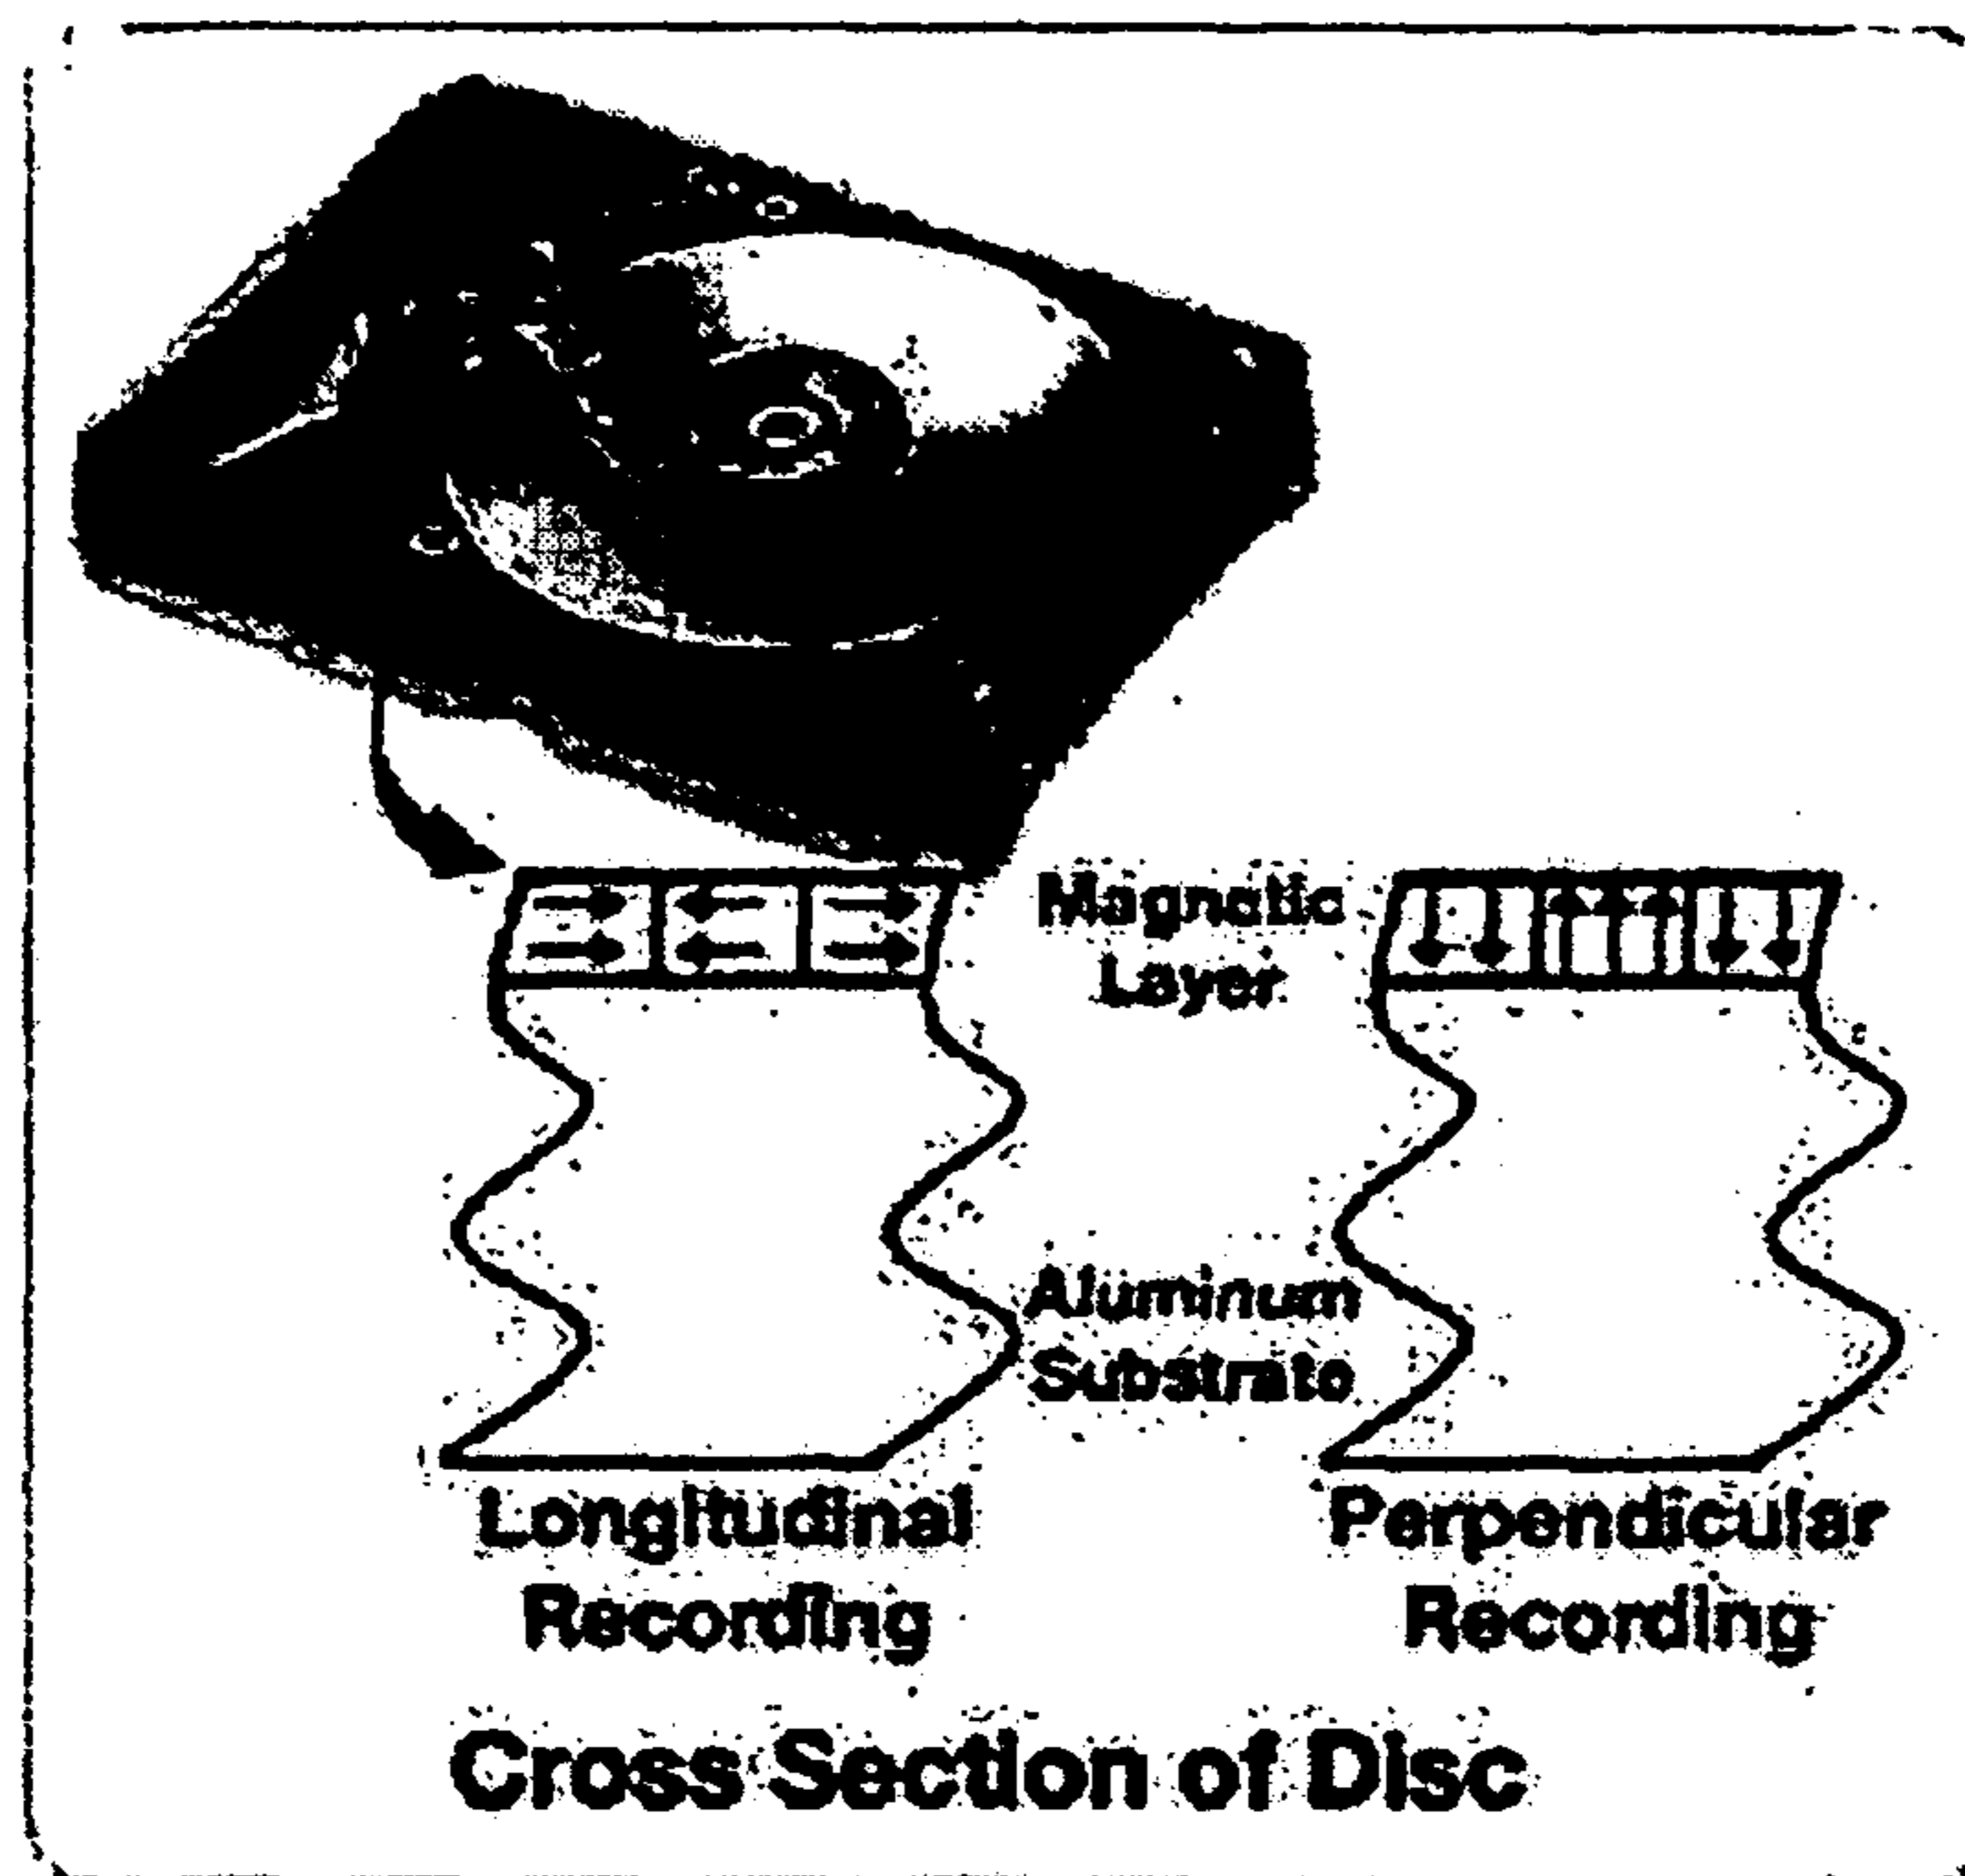 Magnetic
Layer
Aluminum
Substrate
Longitudinal
Recording
Perpendicular
Recording
Cross Section of Disc